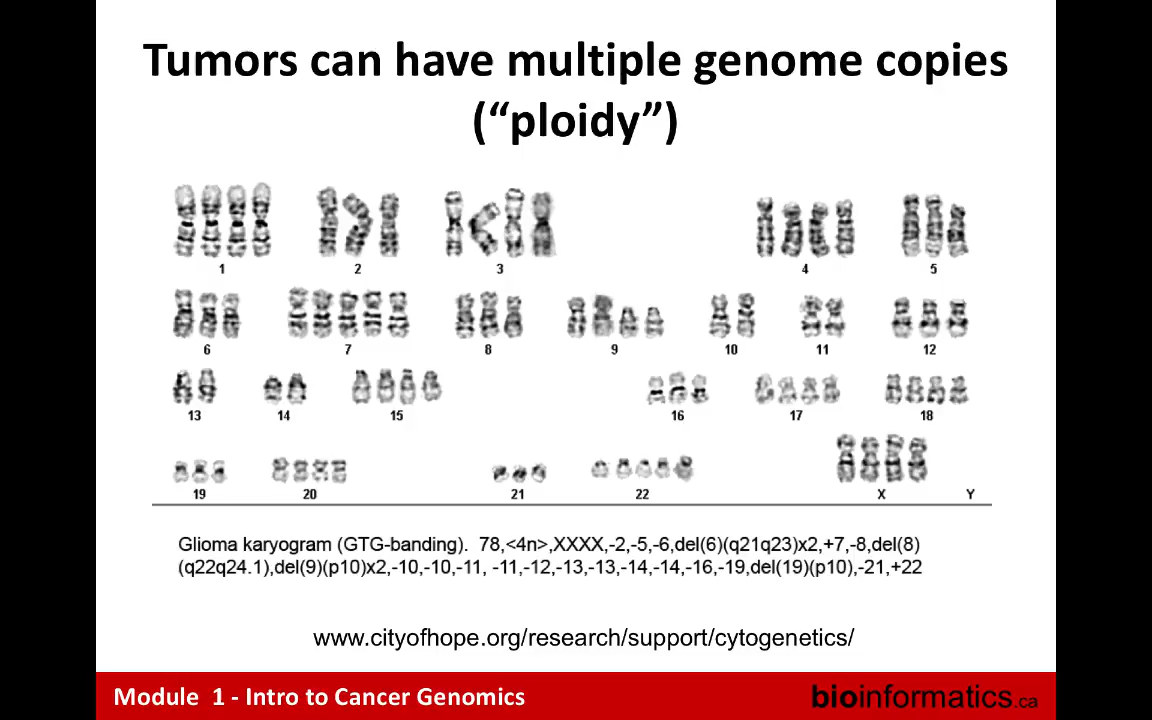 Tumors can have multiple genome copies
(“ploidy”)
1 2 3 4 5
6 7 8 9 10 11 12
13 14 15 16 17 18
19 20 21 22 X Y
Glioma karyogram (GTG-banding). 78,<4n>,XXXX,-2,-5,-6,del(6)(q21q23)x2,+7,-8,del(8)
(q22q24.1),del(9)(p10)x2,-10,-10,-11, -11,-12,-13,-13,-14,-14,-16,-19,del(19)(p10),-21,+22
www.cityofhope.org/research/support/cytogenetics/
Module 1 - Intro to Cancer Genomics
bioinformatics.ca